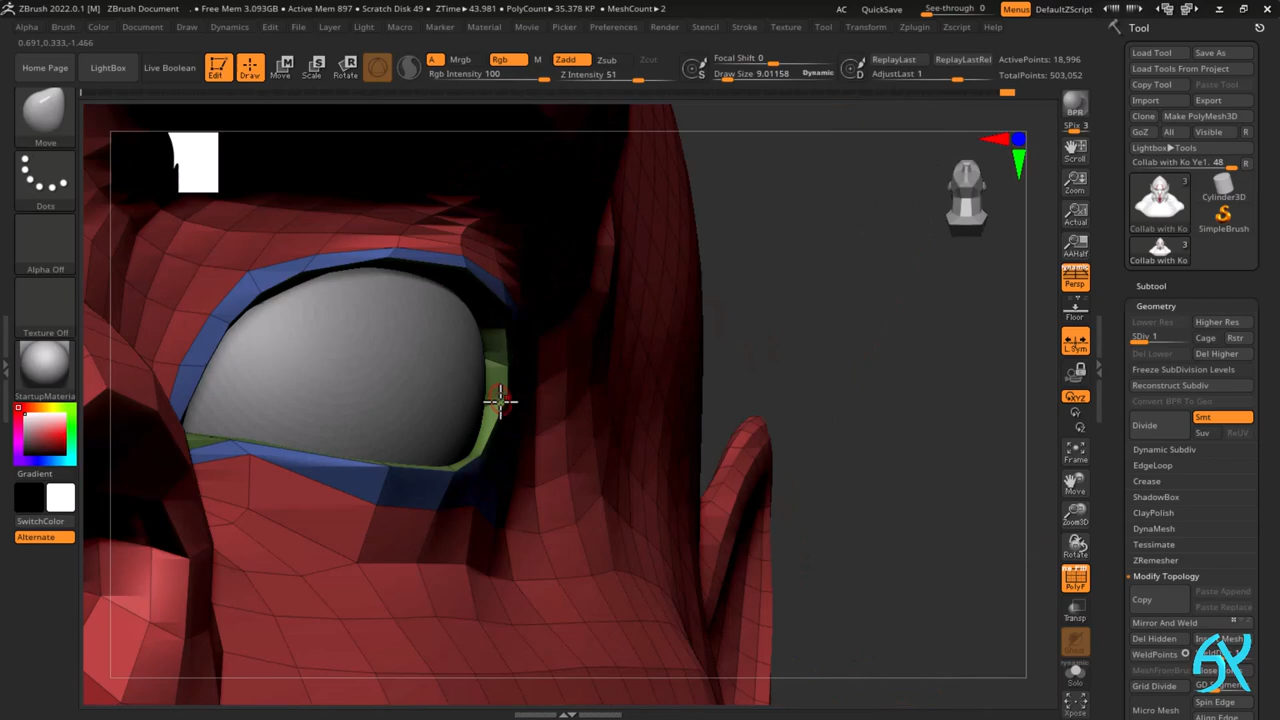 ZBrush 2022.0.1 [M]   ZBrush Document   . • Free Mem 3.093GB • Active Mem 897 • Scratch Disk 49 • ZTime▸43.981 • PolyCount▸35.378 KP • MeshCount▸2
AC   QuickSave   See-through 0   Menus   DefaultZScript
Alpha   Brush   Color   Document   Draw   Dynamics   Edit   File   Layer   Light   Macro   Marker   Material   Movie   Picker   Preferences   Render   Stencil   Stroke   Texture   Tool   Transform   Zplugin   Zscript   Help
Tool
0.691,0.333,-1.466
Home Page   LightBox   Live Boolean   Edit   Draw   Move   Scale   Rotate
A   Mrgb   Rgb   M   Zadd   Zsub   Zcut
Rgb Intensity 100   Z Intensity 51
S   Focal Shift 0
Draw Size 9.01158   Dynamic
D   ReplayLast   ReplayLastRel
AdjustLast 1
ActivePoints: 18,996
TotalPoints: 503,052
Move
Dots
Alpha Off
Texture Off
StartupMateria
Gradient
SwitchColor
Alternate
BPR
SPix 3
Scroll
Zoom
Actual
AAHalf
Dynamic
Persp
Floor
L.Sym
XYZ
Frame
Move
Zoom3D
Rotate
PolyF
Transp
Ghost
Dynamic
Solo
Xpose
Load Tool   Save As
Load Tools From Project
Copy Tool   Paste Tool
Import   Export
Clone   Make PolyMesh3D
GoZ   All   Visible   R
Lightbox▸Tools
Collab with Ko Ye1. 48   R
3   Cylinder3D
Collab with Ko   SimpleBrush
3
Collab with Ko
Subtool
Geometry
Lower Res   Higher Res
SDiv 1   Cage   Rstr
Del Lower   Del Higher
Freeze SubDivision Levels
Reconstruct Subdiv
Convert BPR To Geo
Divide   Smt
Suv   ReUV
Dynamic Subdiv
EdgeLoop
Crease
ShadowBox
ClayPolish
DynaMesh
Tessimate
ZRemesher
Modify Topology
Copy   Paste Append
Paste Replace
Mirror And Weld
Del Hidden
WeldPoints
MeshFromBru
Grid Divide
Micro Mesh   Spin Edge